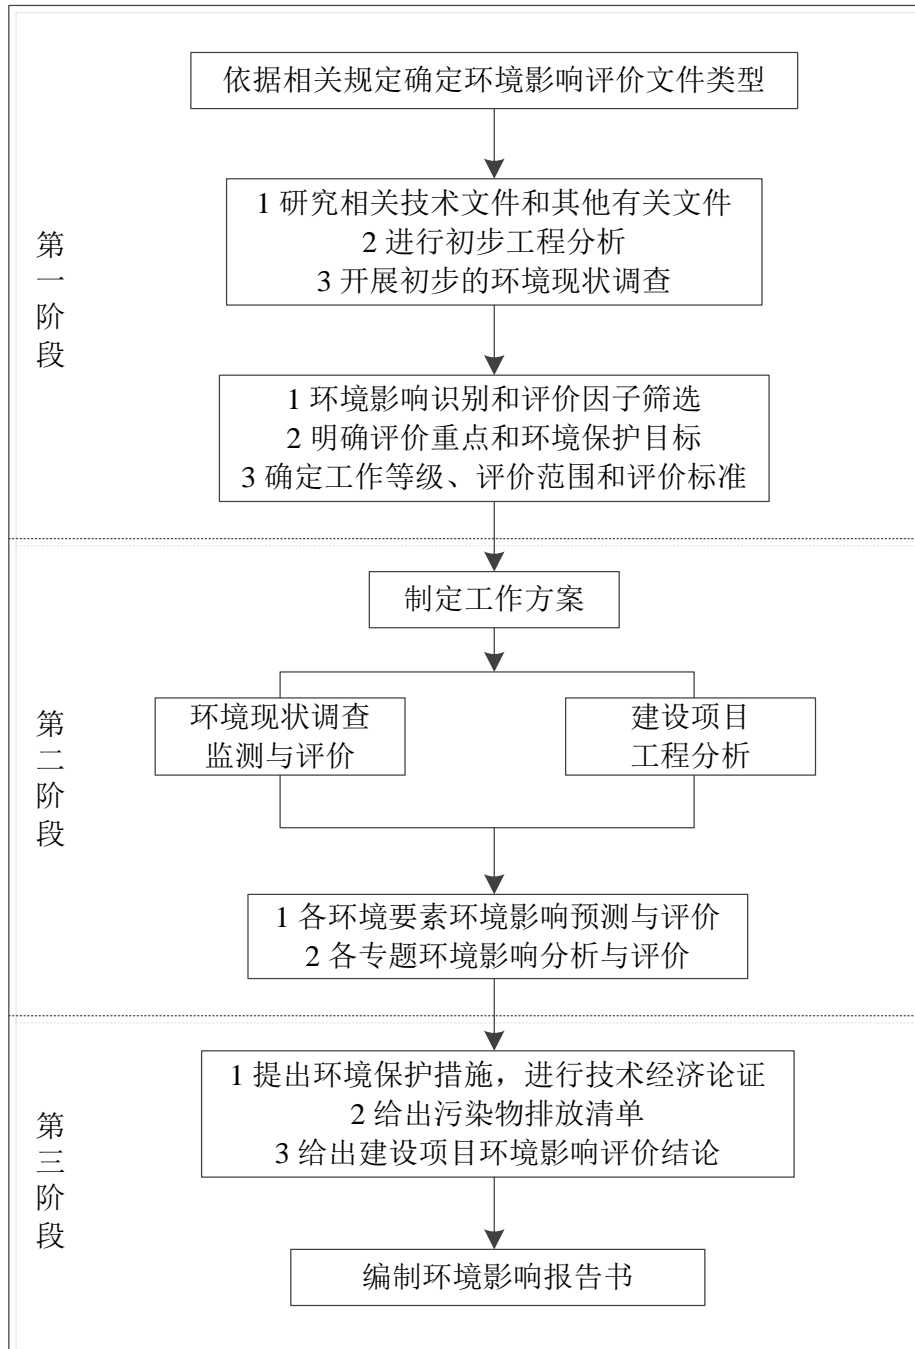 依据相关规定确定环境影响评价文件类型
第一阶段
1 研究相关技术文件和其他有关文件
2 进行初步工程分析
3 开展初步的环境现状调查
1 环境影响识别和评价因子筛选
2 明确评价重点和环境保护目标
3 确定工作等级、评价范围和评价标准
第二阶段
制定工作方案
环境现状调查
监测与评价
建设项目
工程分析
1 各环境要素环境影响预测与评价
2 各专题环境影响分析与评价
第三阶段
1 提出环境保护措施，进行技术经济论证
2 给出污染物排放清单
3 给出建设项目环境影响评价结论
编制环境影响报告书